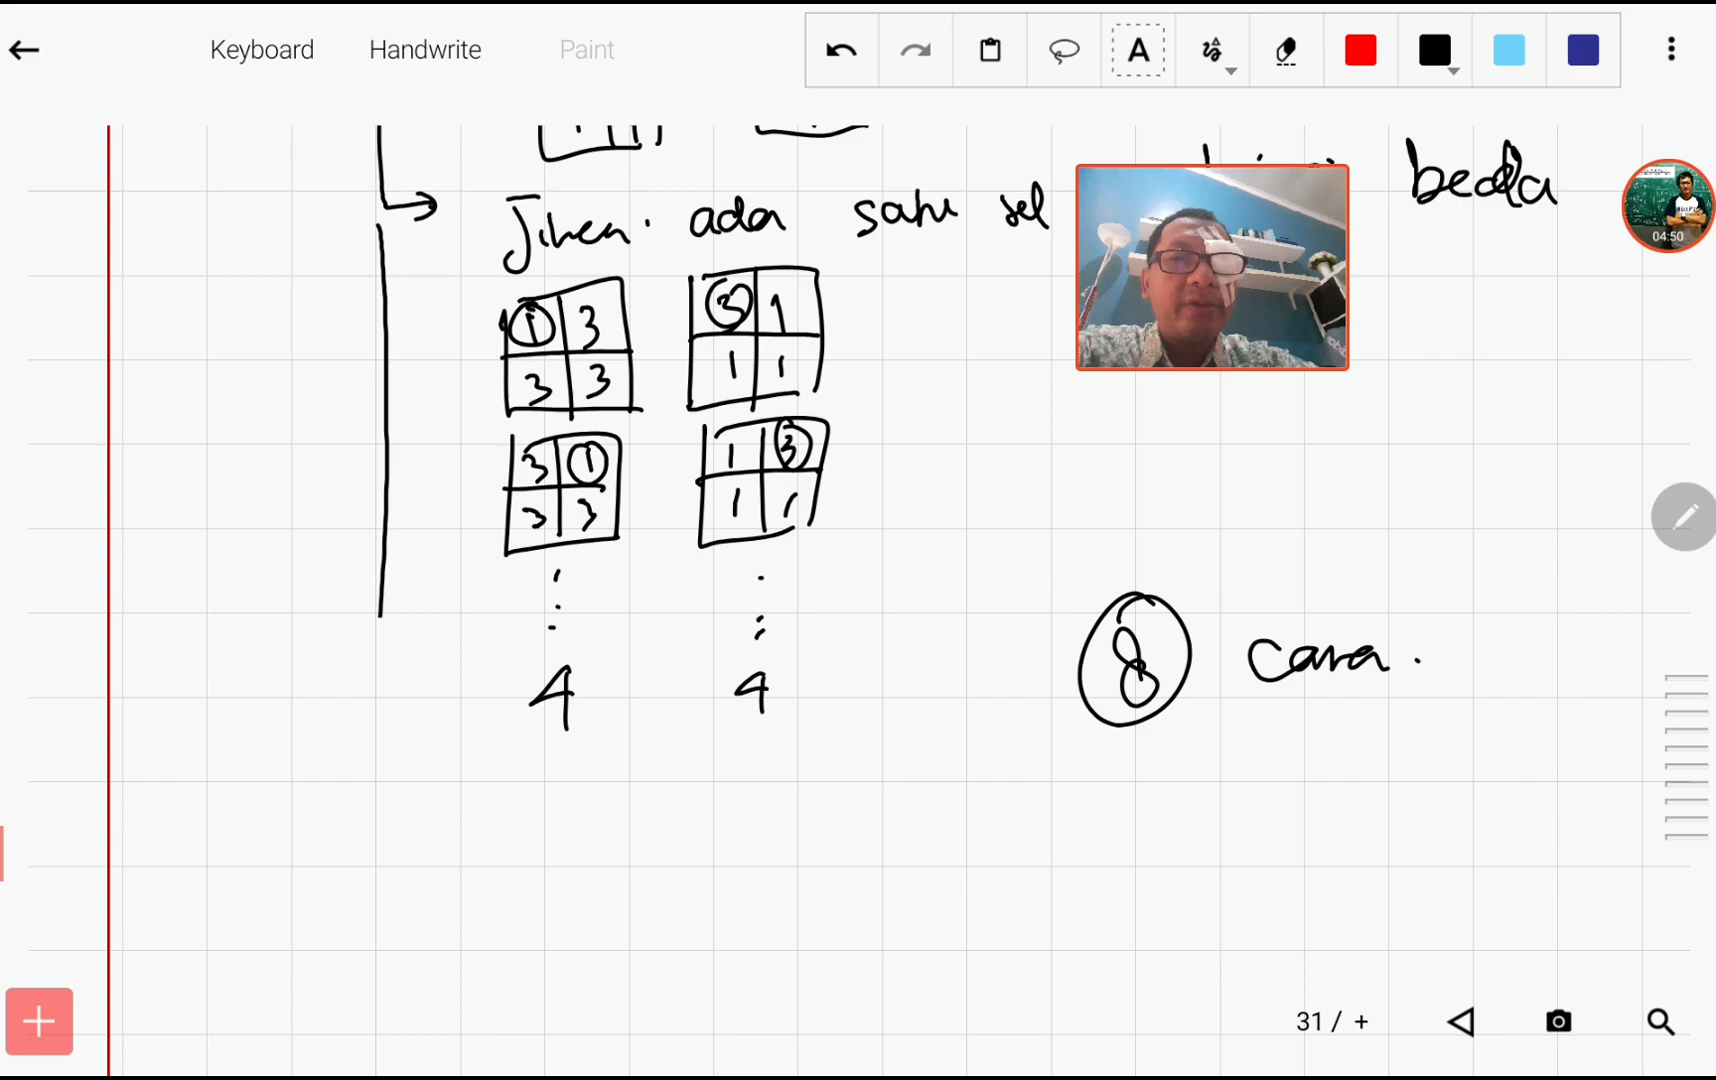 Keyboard Handwrite Paint A
beda
Jika ada satu sel
04:50
1 3 3 1
3 3 1 1
3 1 1 3
3 3 1 1
4 4
8 cara.
31 / +